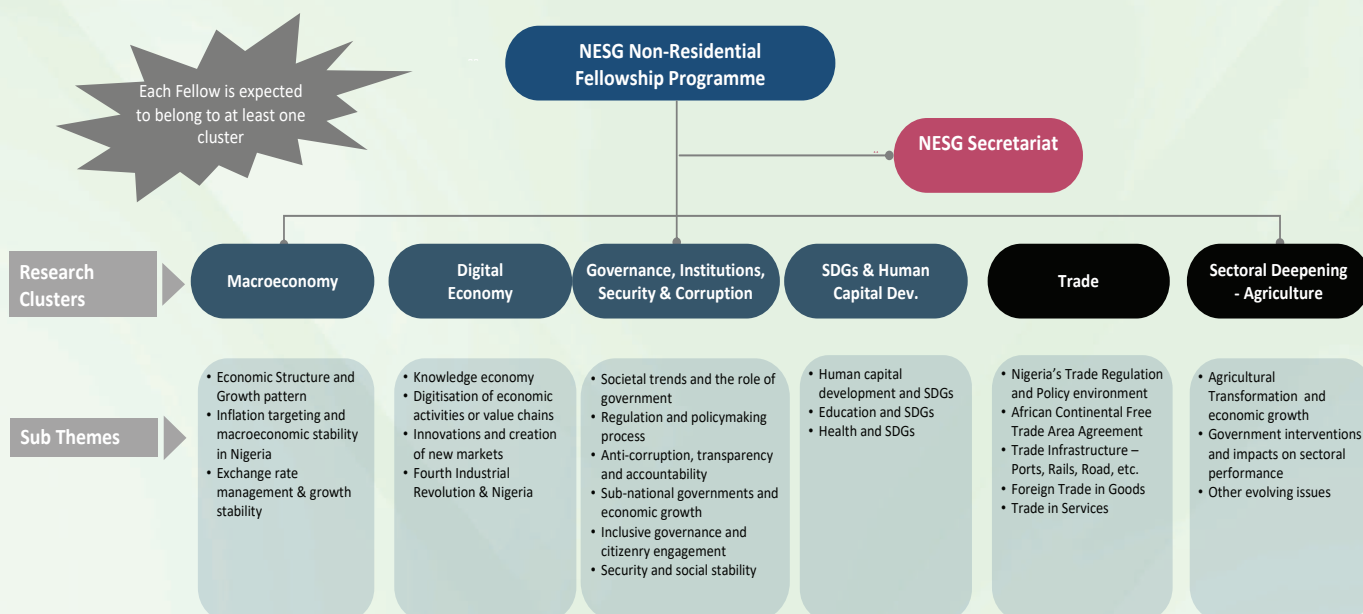 NESG Non-Residential
Fellowship Programme
Each Fellow is expected
to belong to at least one
cluster
NESG Secretariat
Research
Clusters
Macroeconomy
Digital
Economy
Governance, Institutions,
Security & Corruption
SDGs & Human
Capital Dev.
Trade
Sectoral Deepening
- Agriculture
Sub Themes
• Economic Structure and
Growth pattern
• Inflation targeting and
macroeconomic stability
in Nigeria
• Exchange rate
management & growth
stability
• Knowledge economy
• Digitisation of economic
activities or value chains
• Innovations and creation
of new markets
• Fourth Industrial
Revolution & Nigeria
• Societal trends and the role of
government
• Regulation and policymaking
process
• Anti-corruption, transparency
and accountability
• Sub-national governments and
economic growth
• Inclusive governance and
citizenry engagement
• Security and social stability
• Human capital
development and SDGs
• Education and SDGs
• Health and SDGs
• Nigeria's Trade Regulation
and Policy environment
• African Continental Free
Trade Area Agreement
• Trade Infrastructure –
Ports, Rails, Road, etc.
• Foreign Trade in Goods
• Trade in Services
• Agricultural
Transformation and
economic growth
• Government interventions
and impacts on sectoral
performance
• Other evolving issues